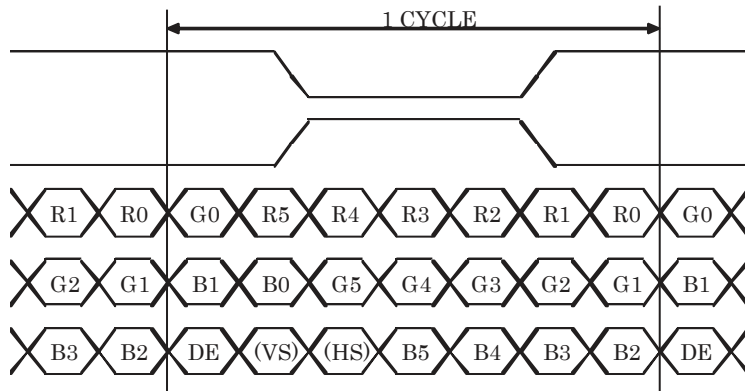 1 CYCLE
R1 R0 G0 R5 R4 R3 R2 R1 R0 G0
G2 G1 B1 B0 G5 G4 G3 G2 G1 B1
B3 B2 DE (VS) (HS) B5 B4 B3 B2 DE